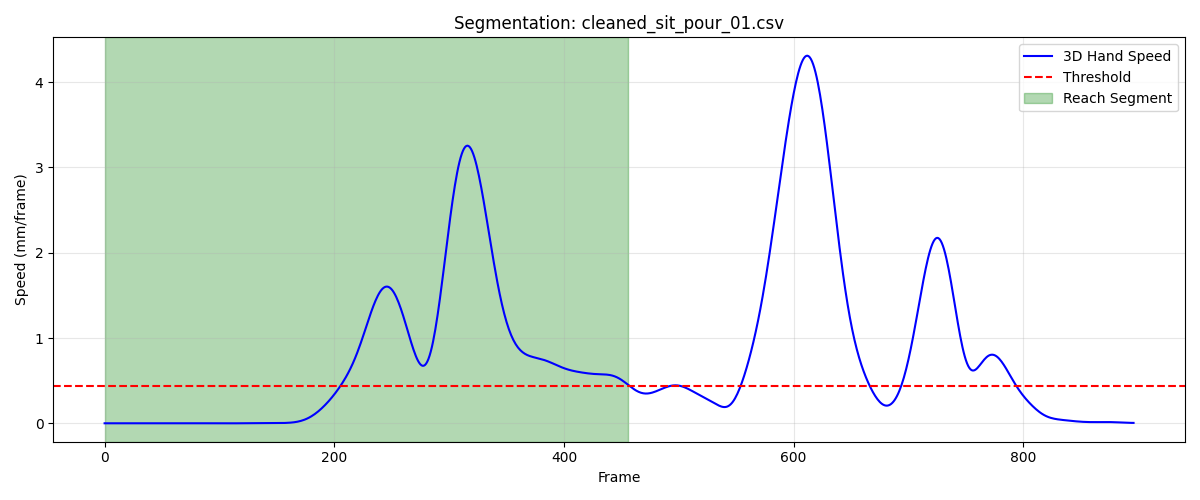 Segmentation: cleaned_sit_pour_01.csv
3D Hand Speed
Threshold
Reach Segment
Speed (mm/frame)
4
3
2
1
0
0 200 400 600 800
Frame